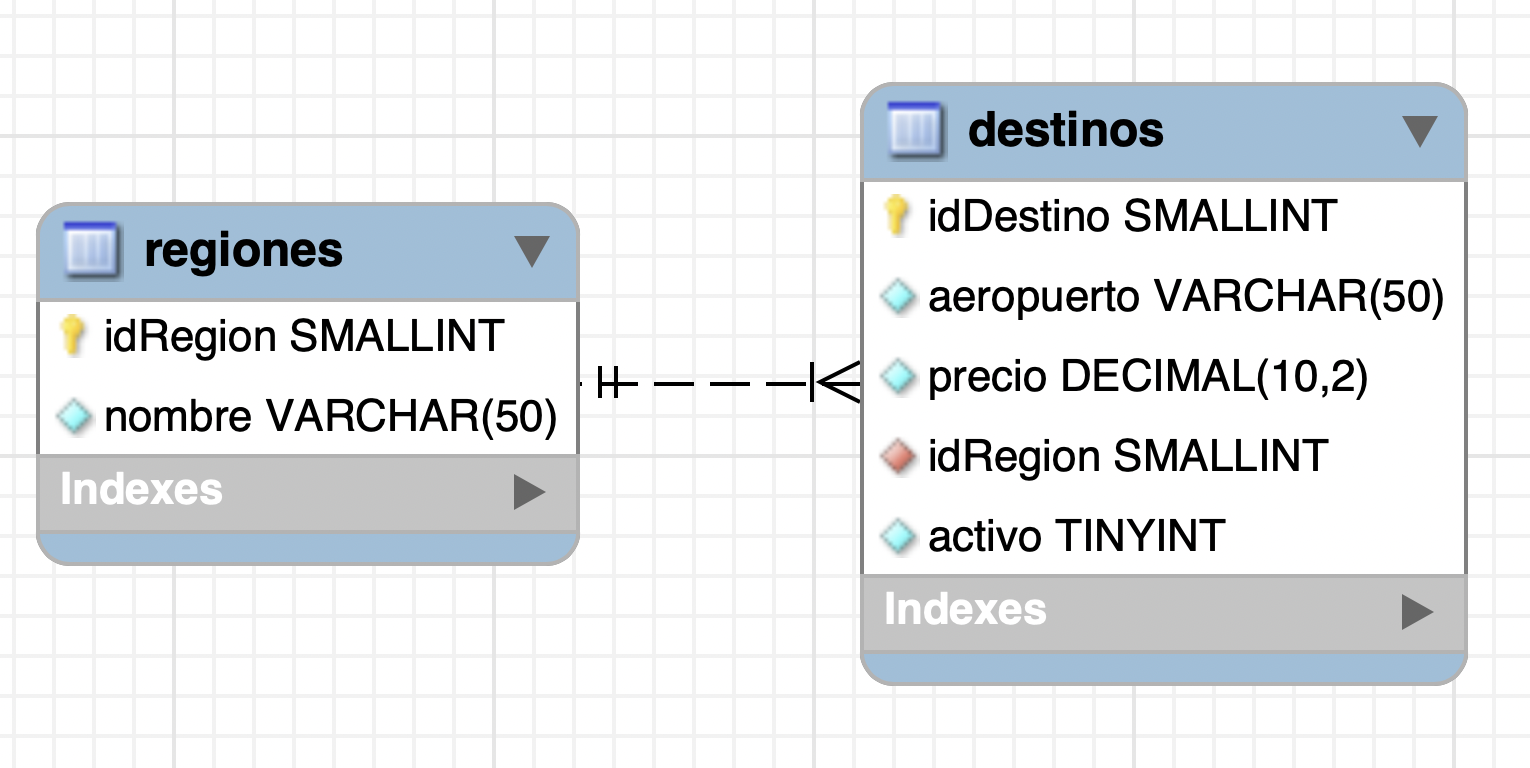 regiones
idRegion SMALLINT
nombre VARCHAR(50)
Indexes
destinos
idDestino SMALLINT
aeropuerto VARCHAR(50)
precio DECIMAL(10,2)
idRegion SMALLINT
activo TINYINT
Indexes